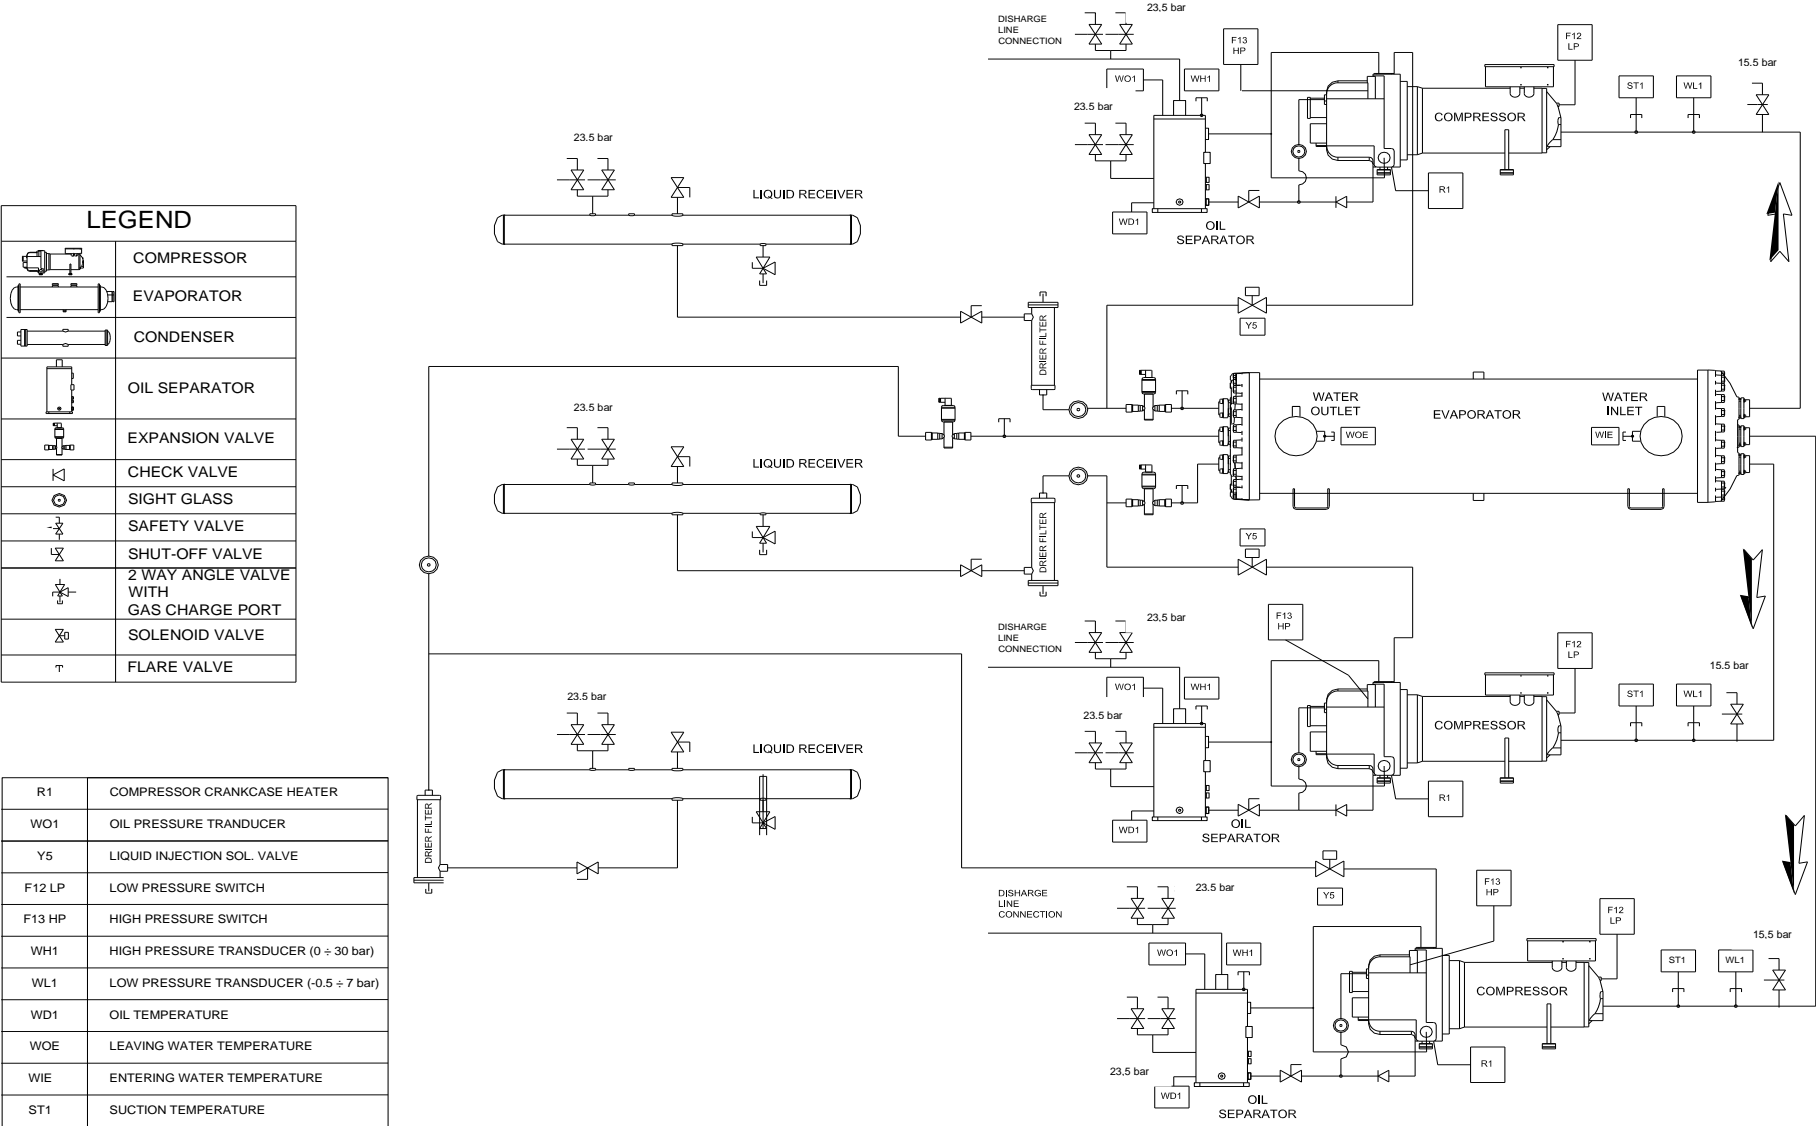 LEGEND
COMPRESSOR
EVAPORATOR
CONDENSER
OIL SEPARATOR
EXPANSION VALVE
CHECK VALVE
SIGHT GLASS
SAFETY VALVE
SHUT-OFF VALVE
2 WAY ANGLE VALVE
WITH
GAS CHARGE PORT
SOLENOID VALVE
FLARE VALVE
R1 COMPRESSOR CRANKCASE HEATER
WO1 OIL PRESSURE TRANDUCER
Y5 LIQUID INJECTION SOL. VALVE
F12 LP LOW PRESSURE SWITCH
F13 HP HIGH PRESSURE SWITCH
WH1 HIGH PRESSURE TRANSDUCER (0 ÷ 30 bar)
WL1 LOW PRESSURE TRANSDUCER (-0.5 ÷ 7 bar)
WD1 OIL TEMPERATURE
WOE LEAVING WATER TEMPERATURE
WIE ENTERING WATER TEMPERATURE
ST1 SUCTION TEMPERATURE
23.5 bar
LIQUID RECEIVER
DRIER FILTER
23.5 bar
LIQUID RECEIVER
DRIER FILTER
23.5 bar
LIQUID RECEIVER
DRIER FILTER
DISHARGE
LINE
CONNECTION
23,5 bar
WO1
WH1
23.5 bar
WD1
OIL
SEPARATOR
F13
HP
COMPRESSOR
F12
LP
R1
ST1
WL1
15.5 bar
Y5
WATER
OUTLET
WOE
EVAPORATOR
WATER
INLET
WIE
Y5
DISHARGE
LINE
CONNECTION
23,5 bar
WO1
WH1
23.5 bar
WD1
OIL
SEPARATOR
F13
HP
COMPRESSOR
F12
LP
R1
ST1
WL1
15.5 bar
Y5
DISHARGE
LINE
CONNECTION
23.5 bar
WO1
WH1
23,5 bar
WD1
OIL
SEPARATOR
F13
HP
COMPRESSOR
F12
LP
R1
ST1
WL1
15,5 bar